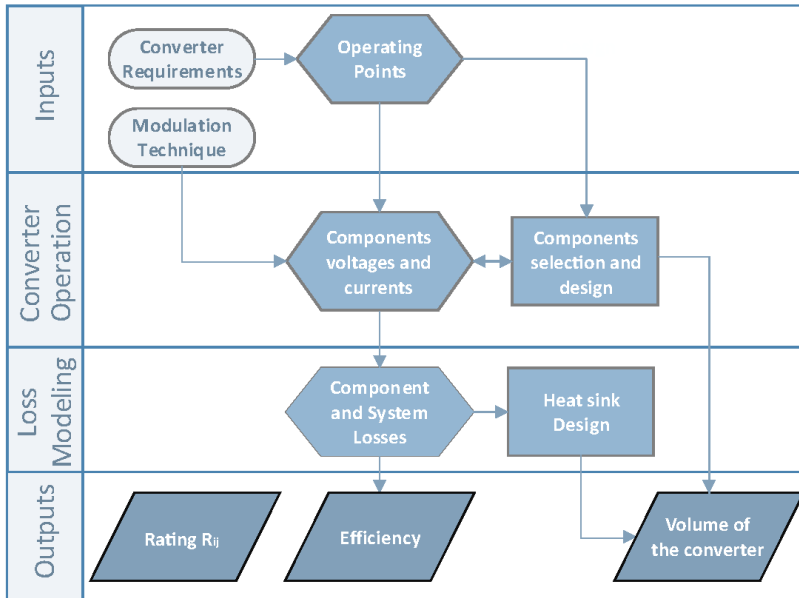 Inputs
Converter
Requirements
Operating
Points
Modulation
Technique
Converter
Operation
Components
voltages and
currents
Components
selection and
design
Loss
Modeling
Component
and System
Losses
Heat sink
Design
Outputs
Rating Rij
Efficiency
Volume of
the converter